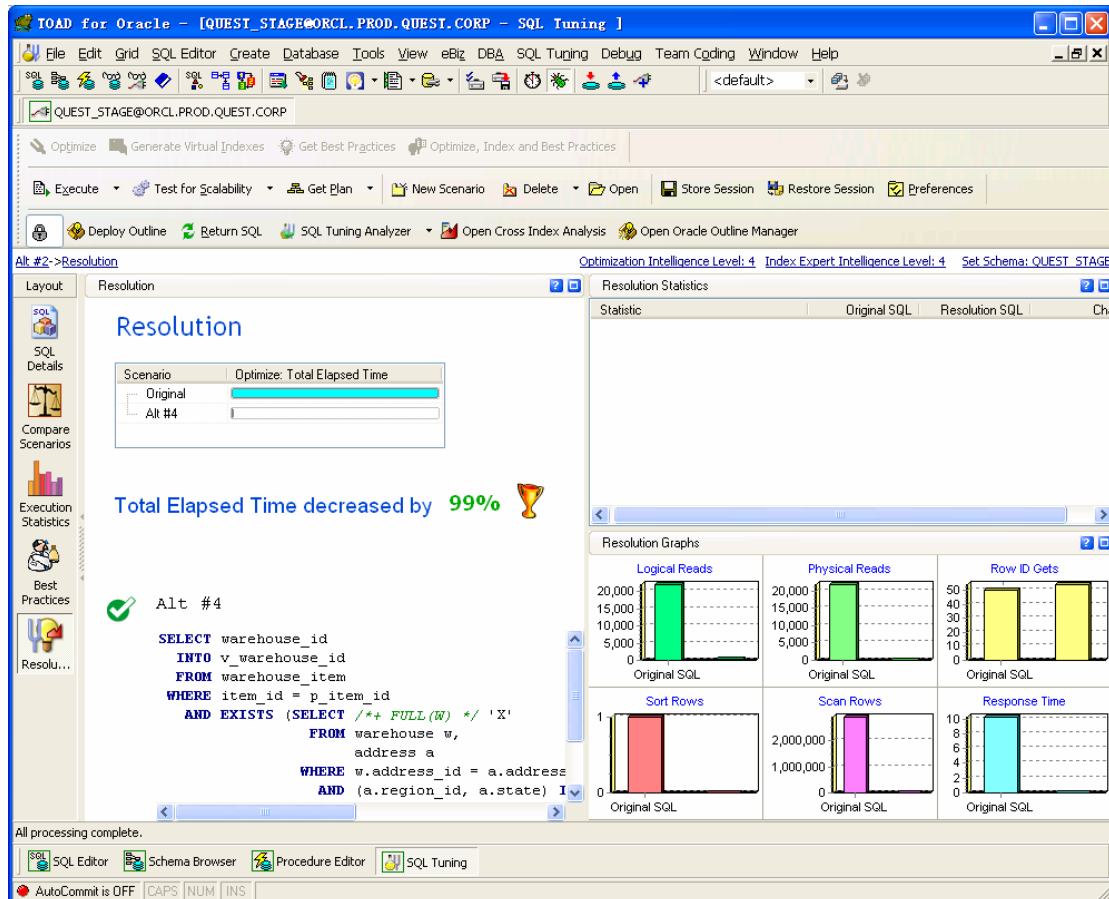 TOAD for Oracle - [QUEST_STAGE@ORCL.PROD.QUEST.CORP - SQL Tuning ]
File Edit Grid SQL Editor Create Database Tools View eBiz DBA SQL Tuning Debug Team Coding Window Help
<default>
QUEST_STAGE@ORCL.PROD.QUEST.CORP
Optimize Generate Virtual Indexes Get Best Practices Optimize, Index and Best Practices
Execute Test for Scalability Get Plan New Scenario Delete Open Store Session Restore Session Preferences
Deploy Outline Return SQL SQL Tuning Analyzer Open Cross Index Analysis Open Oracle Outline Manager
Alt #2->Resolution Optimization Intelligence Level: 4 Index Expert Intelligence Level: 4 Set Schema: QUEST_STAGE
Layout
SQL
SQL
Details
Compare
Scenarios
Execution
Statistics
Best
Practices
Resolu...
Resolution
Resolution
Scenario Optimize: Total Elapsed Time
Original
Alt #4
Total Elapsed Time decreased by 99%
Alt #4
SELECT warehouse_id
INTO v_warehouse_id
FROM warehouse_item
WHERE item_id = p_item_id
AND EXISTS (SELECT /*+ FULL(W) */ 'X'
FROM warehouse w,
address a
WHERE w.address_id = a.address
AND (a.region_id, a.state) I
Resolution Statistics
Statistic Original SQL Resolution SQL Ch
Resolution Graphs
Logical Reads
20,000
15,000
10,000
5,000
0
Original SQL
Physical Reads
20,000
15,000
10,000
5,000
0
Original SQL
Row ID Gets
50
40
30
20
10
0
Original SQL
Sort Rows
1
0
Original SQL
Scan Rows
2,000,000
1,000,000
0
Original SQL
Response Time
10
8
6
4
2
0
Original SQL
All processing complete.
SQL SQL Editor Schema Browser Procedure Editor SQL Tuning
AutoCommit is OFF CAPS NUM INS